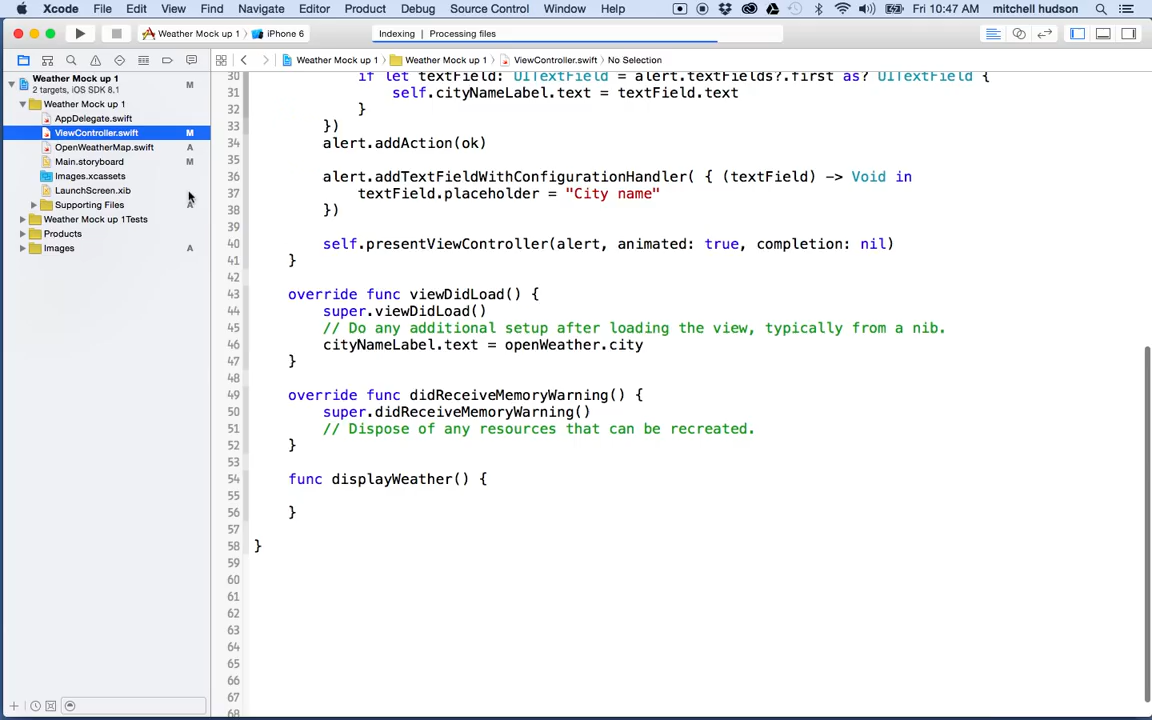 Xcode File Edit View Find Navigate Editor Product Debug Source Control Window Help Fri 10:47 AM mitchell hudson
Weather Mock up 1 › iPhone 6 Indexing | Processing files
Weather Mock up 1 › Weather Mock up 1 › ViewController.swift › No Selection
Weather Mock up 1 M
2 targets, iOS SDK 8.1
Weather Mock up 1
AppDelegate.swift
ViewController.swift M
OpenWeatherMap.swift A
Main.storyboard M
Images.xcassets
LaunchScreen.xib
Supporting Files A
Weather Mock up 1Tests
Products
Images A
30 if let textField: UITextField = alert.textFields?.first as? UITextField {
31 self.cityNameLabel.text = textField.text
32 }
33 })
34 alert.addAction(ok)
35
36 alert.addTextFieldWithConfigurationHandler( { (textField) -> Void in
37 textField.placeholder = "City name"
38 })
39
40 self.presentViewController(alert, animated: true, completion: nil)
41 }
42
43 override func viewDidLoad() {
44 super.viewDidLoad()
45 // Do any additional setup after loading the view, typically from a nib.
46 cityNameLabel.text = openWeather.city
47 }
48
49 override func didReceiveMemoryWarning() {
50 super.didReceiveMemoryWarning()
51 // Dispose of any resources that can be recreated.
52 }
53
54 func displayWeather() {
55
56 }
57
58 }
59
60
61
62
63
64
65
66
67
68